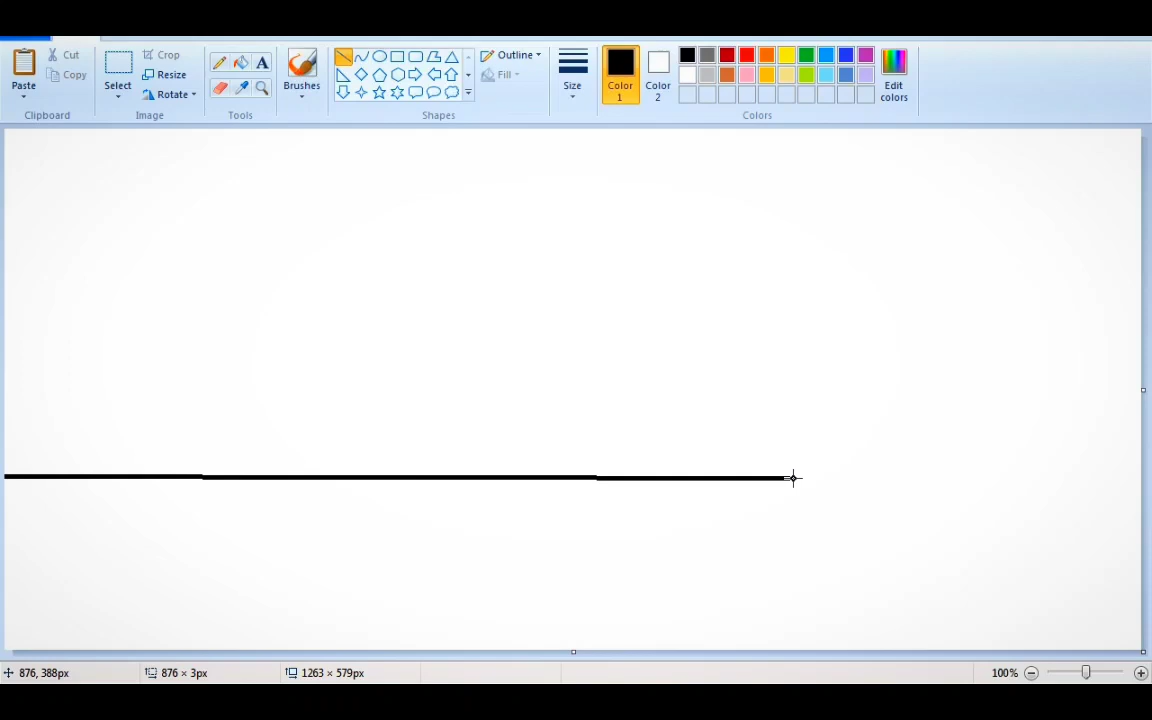 Cut
Copy
Paste
Clipboard
Select
Crop
Resize
Rotate
Image
A
Tools
Brushes
Shapes
Outline
Fill
Size
Color 1
Color 2
Edit colors
Colors
876, 388px
876 × 3px
1263 × 579px
100%